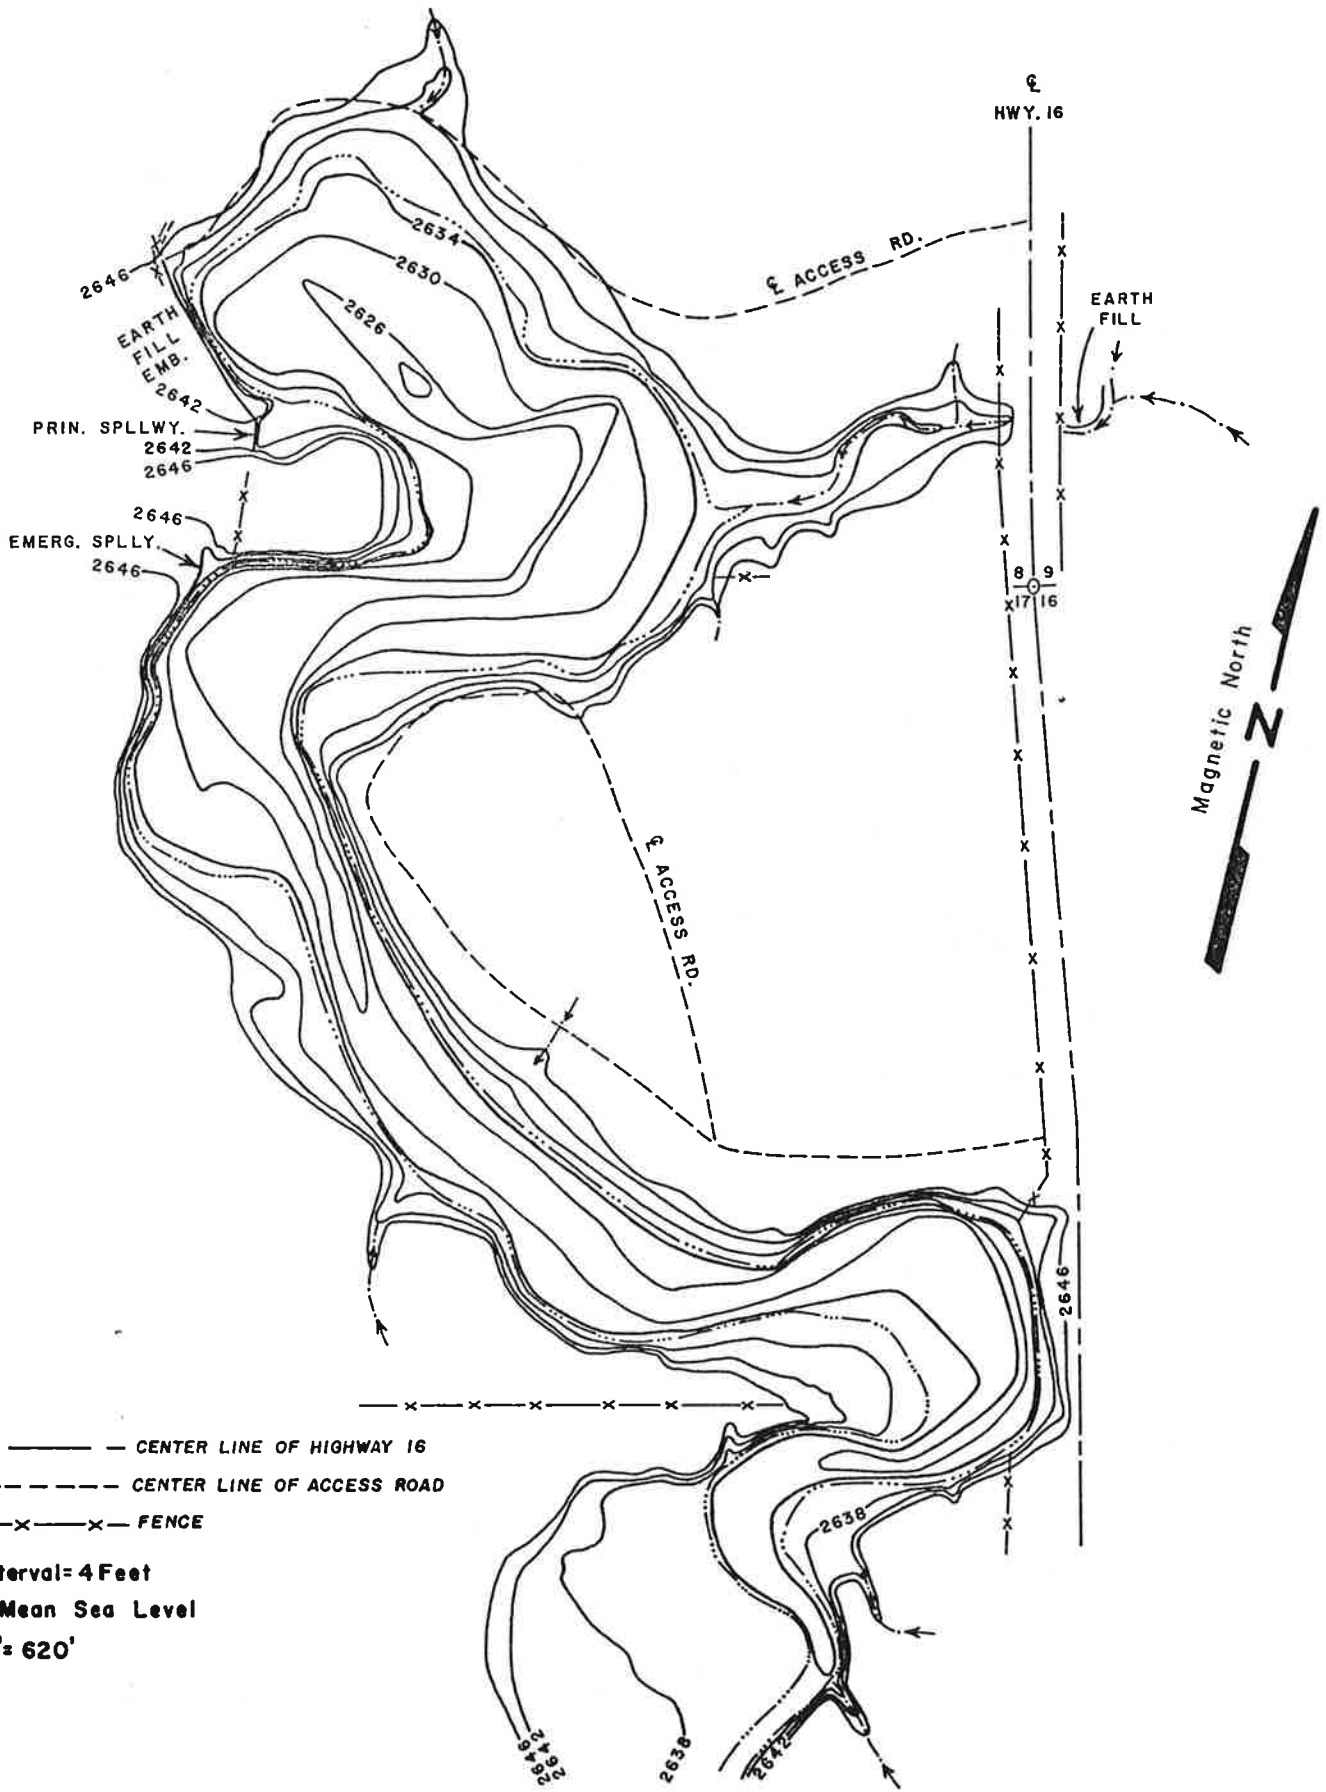 ℄
HWY. 16
2634
2630
2626
℄ ACCESS RD.
EARTH
FILL
2646
EARTH
FILL
EMB.
2642
PRIN. SPLLWY.
2642
2646
2646
EMERG. SPLLY.
2646
8 9
17 16
Magnetic North
N
℄ ACCESS RD.
2646
CENTER LINE OF HIGHWAY 16
CENTER LINE OF ACCESS ROAD
FENCE
terval= 4 Feet
Mean Sea Level
"= 620'
2638
2646
2642
2638
2642